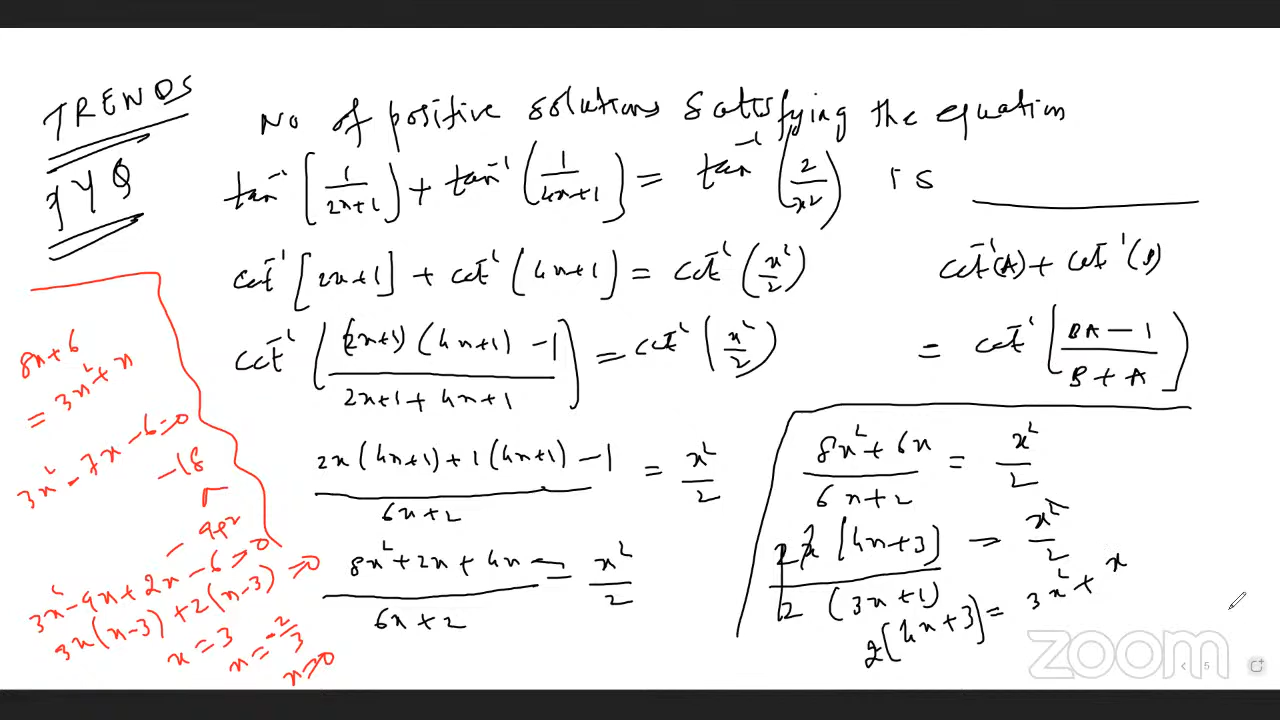 TRENDS
JYQ
No of positive solutions satisfying the equation
tan⁻¹[1/(2x+1)] + tan⁻¹(1/(4x+1)) = tan⁻¹(2/x²) is ____
cot⁻¹[2x+1] + cot⁻¹(4x+1) = cot⁻¹(x²/2)
cot⁻¹(((2x+1)(4x+1) - 1)/(2x+1+4x+1)) = cot⁻¹(x²/2)
(2x(4x+1) + 1(4x+1) - 1)/(6x+2) = x²/2
(8x² + 2x + 4x)/(6x+2) = x²/2
cot⁻¹(A) + cot⁻¹(B)
= cot⁻¹((BA - 1)/(B + A))
(8x² + 6x)/(6x+2) = x²/2
2x(4x+3)/(2(3x+1)) = x²/2
2[4x+3] = 3x² + x
8x+6
= 3x² + x
3x² - 7x - 6 = 0
-18
- 9+2
3x² - 9x + 2x - 6 = 0
3x(x-3) + 2(x-3) = 0
x = 3
x = -2/3
x>0
zoom
5